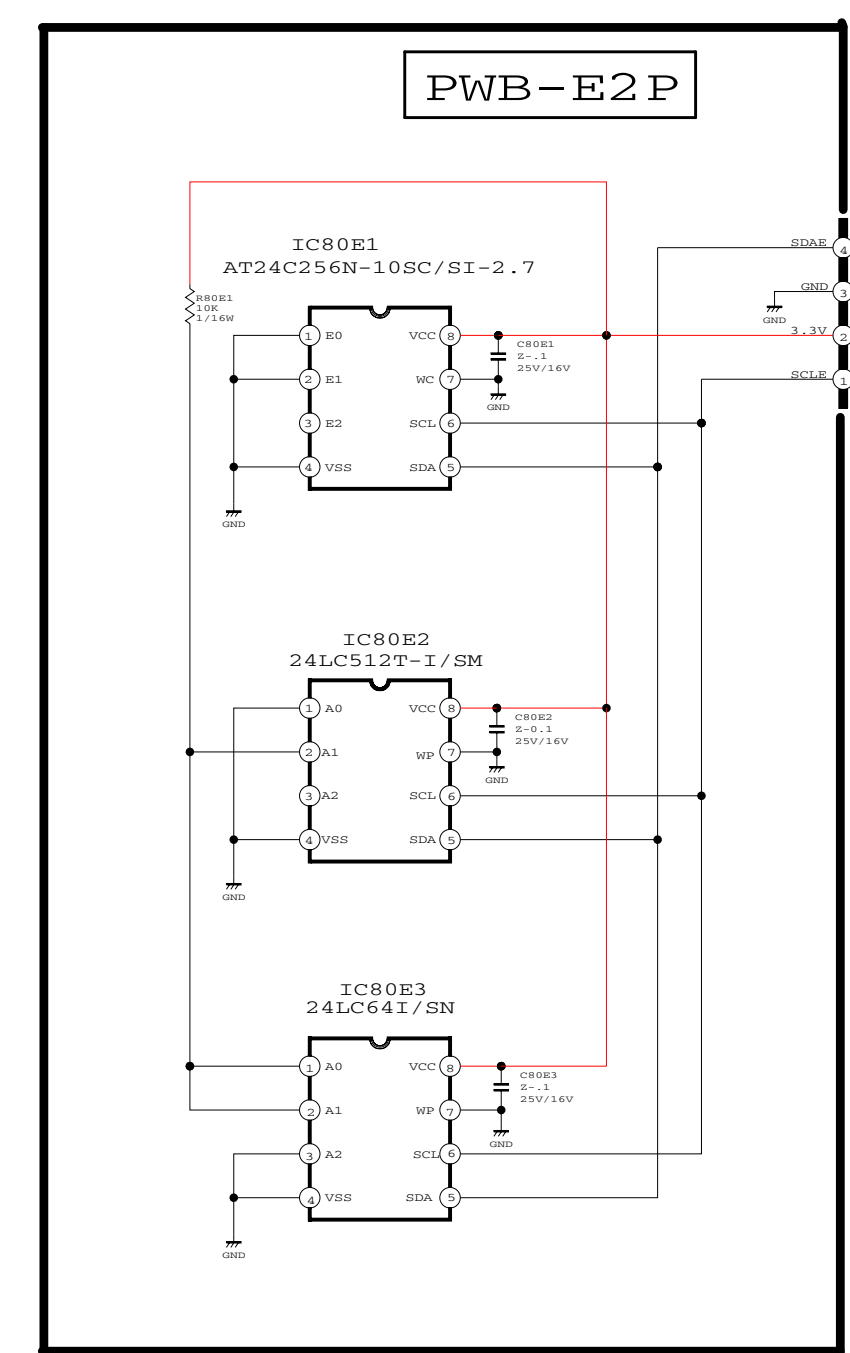 PWB-E2P
SDAE 4
IC80E1
AT24C256N-10SC/SI-2.7
GND 3
GND
R80E1
10K
1/16W
3.3V 2
1 E0 VCC 8
C80E1
Z-.1
25V/16V
2 E1 WC 7
SCLE 1
GND
3 E2 SCL 6
4 VSS SDA 5
GND
IC80E2
24LC512T-I/SM
1 A0 VCC 8
C80E2
Z-0.1
25V/16V
2 A1 WP 7
GND
3 A2 SCL 6
4 VSS SDA 5
GND
IC80E3
24LC64I/SN
1 A0 VCC 8
C80E3
Z-.1
25V/16V
2 A1 WP 7
GND
3 A2 SCL 6
4 VSS SDA 5
GND